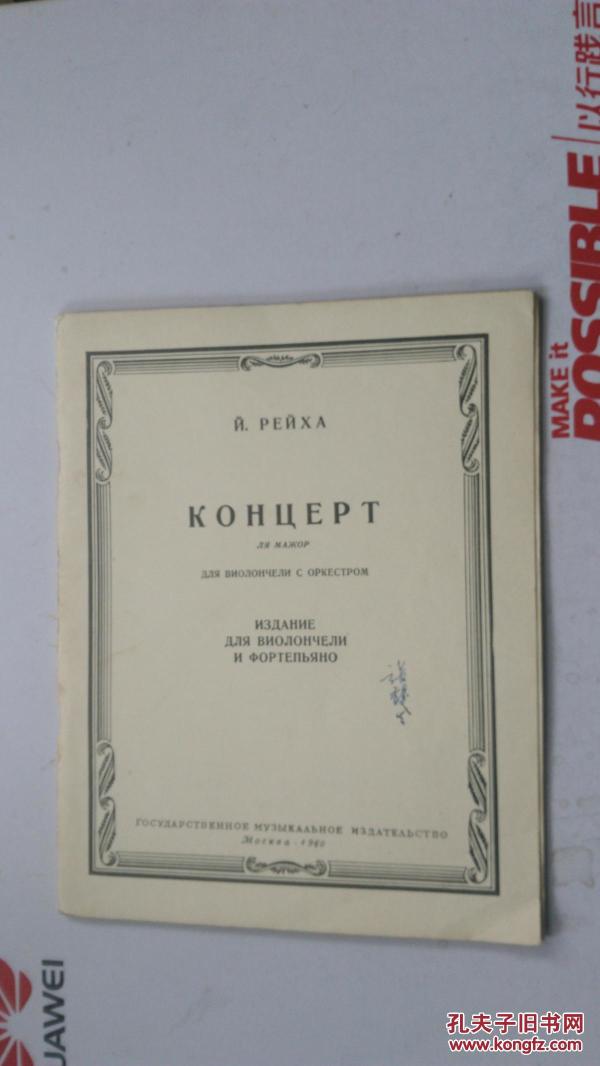 Й. РЕЙХА
КОНЦЕРТ
ЛЯ МАЖОР
ДЛЯ ВИОЛОНЧЕЛИ С ОРКЕСТРОМ
ИЗДАНИЕ
ДЛЯ ВИОЛОНЧЕЛИ
И ФОРТЕПЬЯНО
ГОСУДАРСТВЕННОЕ МУЗЫКАЛЬНОЕ ИЗДАТЕЛЬСТВО
Москва · 1960
MAKE it
POSSIBLE
以行践言
HUAWEI
孔夫子旧书网
www.kongfz.com